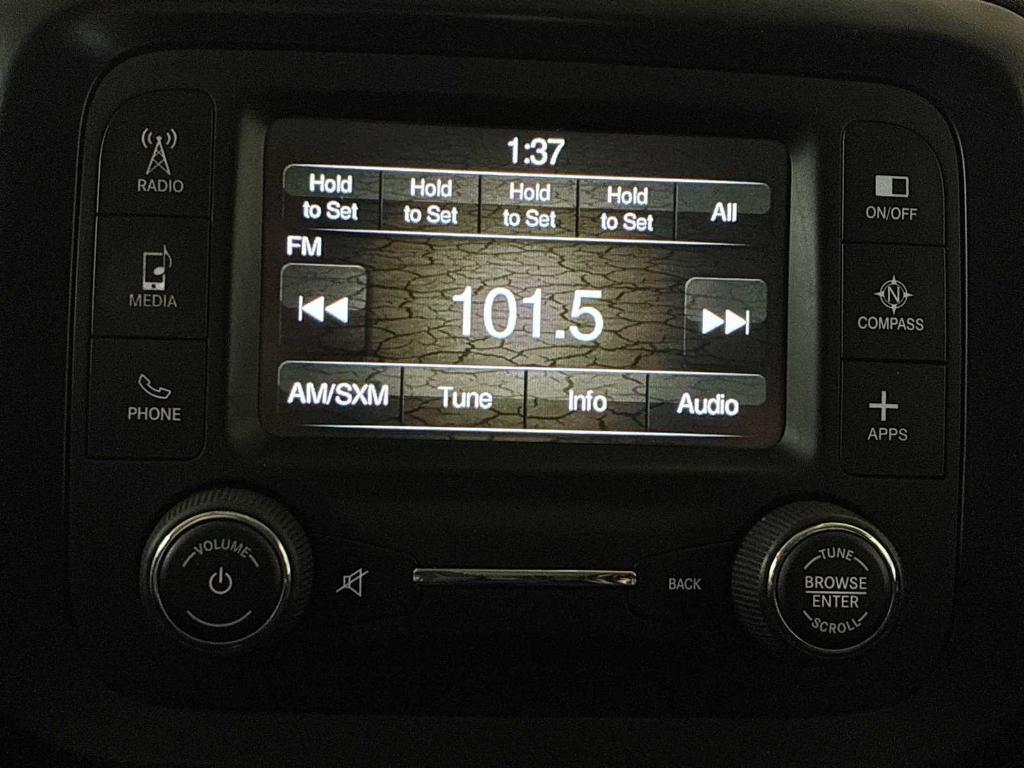 1:37
Hold to Set
Hold to Set
Hold to Set
Hold to Set
All
FM
101.5
AM/SXM
Tune
Info
Audio
RADIO
MEDIA
PHONE
ON/OFF
N
COMPASS
APPS
VOLUME
BACK
TUNE
BROWSE
ENTER
SCROLL